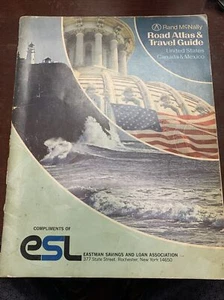 Rand McNally
Road Atlas &
Travel Guide
United States
Canada & Mexico
COMPLIMENTS OF
esl
EASTMAN SAVINGS AND LOAN ASSOCIATION
377 State Street, Rochester, New York 14650